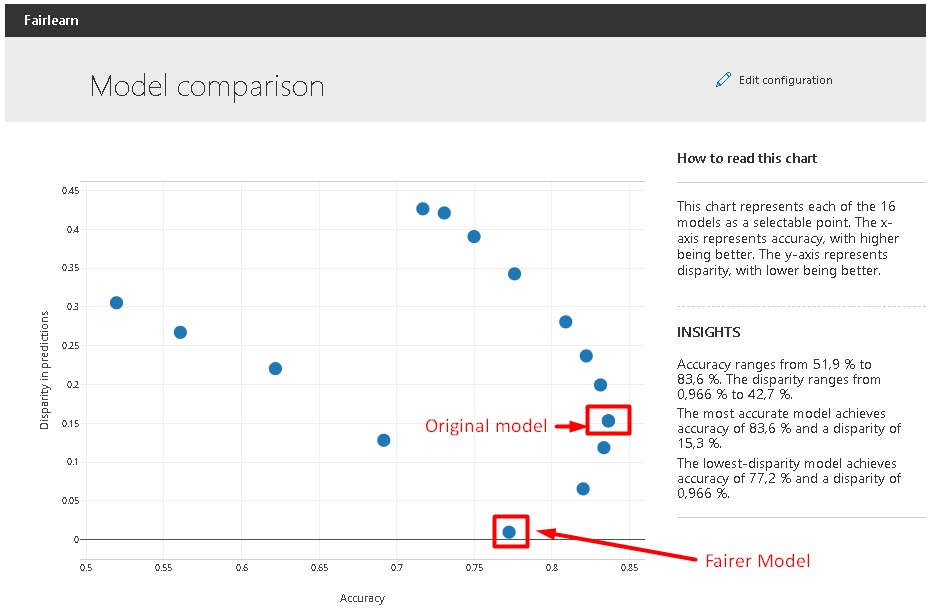 Fairlearn
Model comparison
Edit configuration
How to read this chart
This chart represents each of the 16
models as a selectable point. The x-
axis represents accuracy, with higher
being better. The y-axis represents
disparity, with lower being better.
INSIGHTS
Accuracy ranges from 51,9 % to
83,6 %. The disparity ranges from
0,966 % to 42,7 %.
The most accurate model achieves
accuracy of 83,6 % and a disparity of
15,3 %.
The lowest-disparity model achieves
accuracy of 77,2 % and a disparity of
0,966 %.
Disparity in predictions
0.45
0.4
0.35
0.3
0.25
0.2
0.15
0.1
0.05
0
Original model
Fairer Model
0.5 0.55 0.6 0.65 0.7 0.75 0.8 0.85
Accuracy